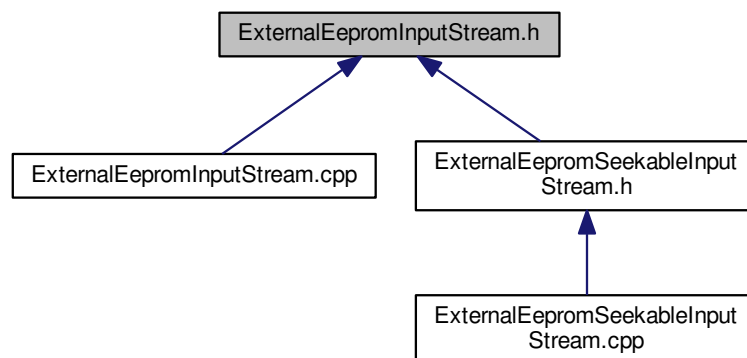 ExternalEepromInputStream.h
ExternalEepromInputStream.cpp
ExternalEepromSeekableInput
Stream.h
ExternalEepromSeekableInput
Stream.cpp